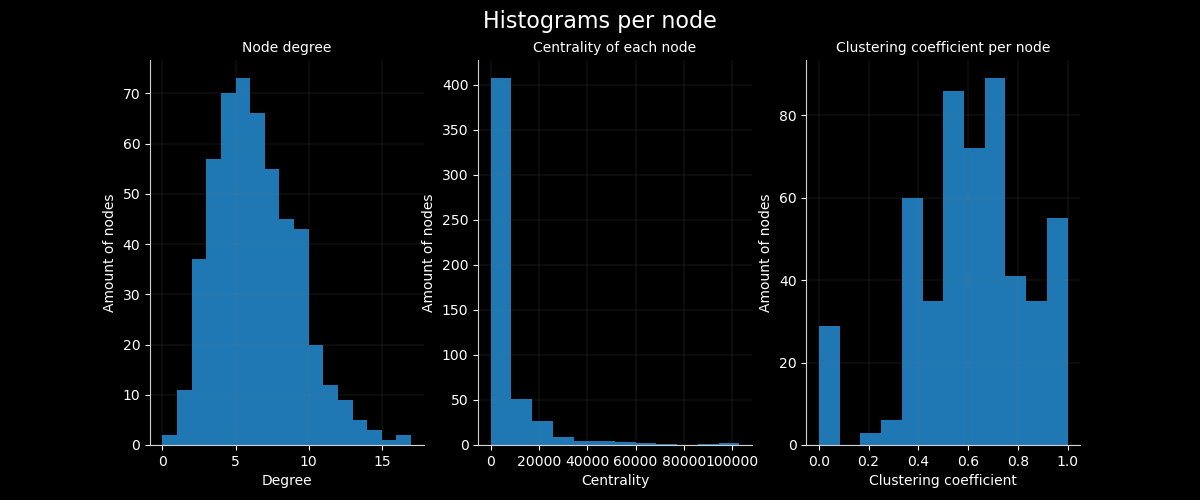 Histograms per node
Node degree
Centrality of each node
Clustering coefficient per node
Amount of nodes
70
60
50
40
30
20
10
0
0 5 10 15
Degree
Amount of nodes
400
350
300
250
200
150
100
50
0
0 20000 40000 60000 80000 100000
Centrality
Amount of nodes
80
60
40
20
0
0.0 0.2 0.4 0.6 0.8 1.0
Clustering coefficient